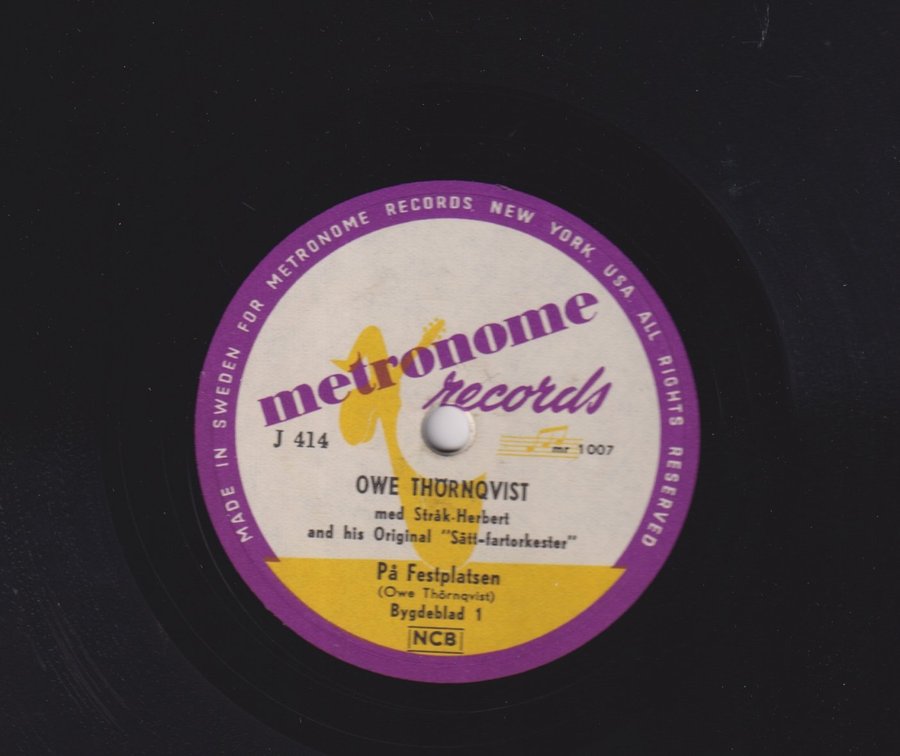 MADE IN SWEDEN FOR METRONOME RECORDS, NEW YORK, USA. ALL RIGHTS RESERVED
metronome
records
J 414
mr 1007
OWE THÖRNQVIST
med Stråk-Herbert
and his Original "Sätt-fartorkester"
På Festplatsen
(Owe Thörnqvist)
Bygdeblad 1
NCB